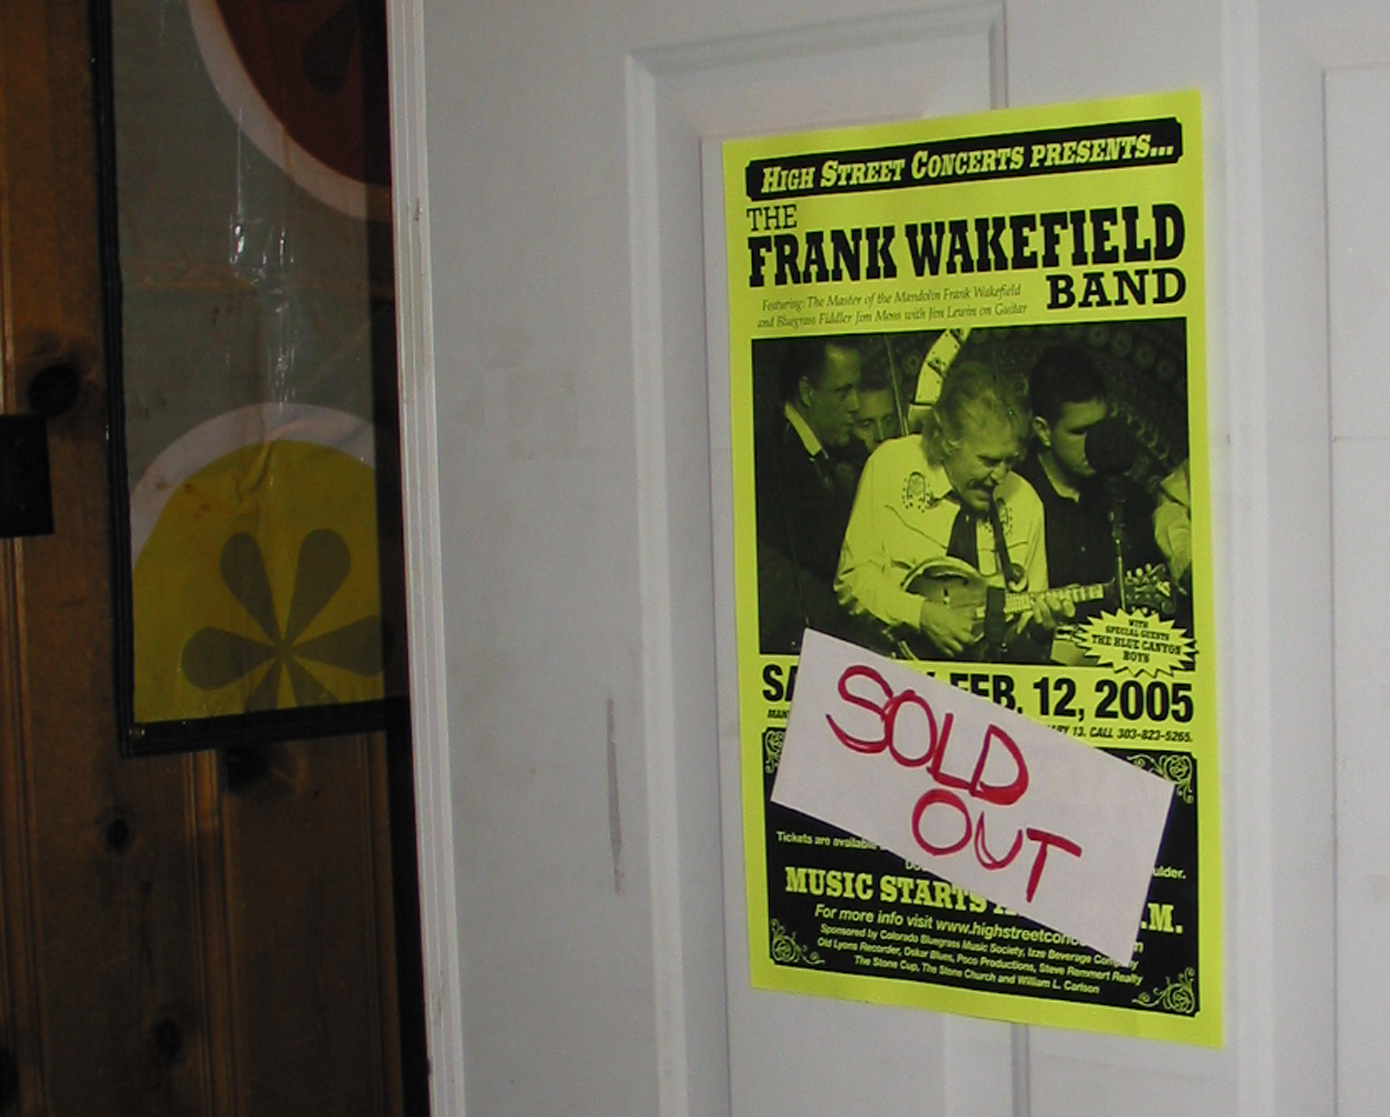 HIGH STREET CONCERTS PRESENTS...
THE
FRANK WAKEFIELD
BAND
Featuring: The Master of the Mandolin Frank Wakefield
and Bluegrass Fiddler Jim Moss with Jim Lewin on Guitar
WITH
SPECIAL GUESTS
THE BLUE CANYON
BOYS
FEB. 12, 2005
13. CALL 303-823-5265.
SOLD
OUT
Tickets are available
MUSIC STARTS .M.
For more info visit www.highstreetconc
Sponsored by Colorado Bluegrass Music Society, Izze Beverage Company
Old Lyons Recorder, Oskar Blues, Poco Productions, Steve Remmert Realty
The Stone Cup, The Stone Church and William L. Carlson